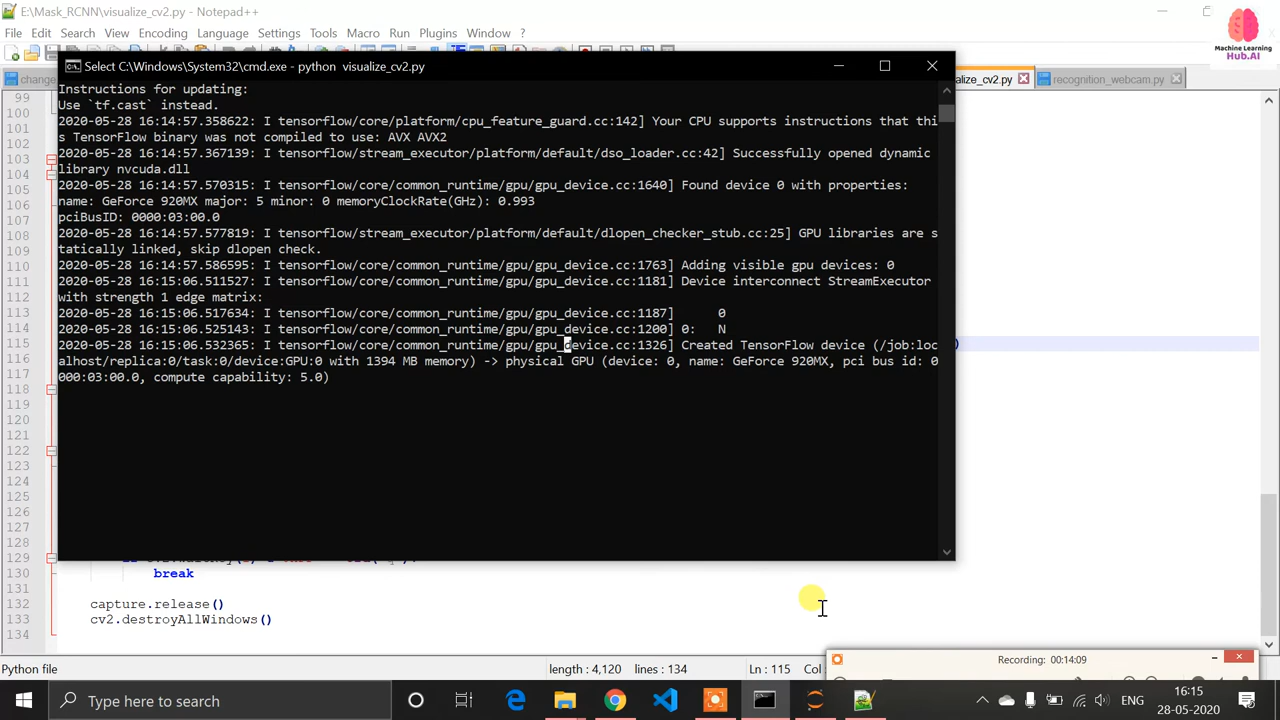 E:\Mask_RCNN\visualize_cv2.py - Notepad++
File Edit Search View Encoding Language Settings Tools Macro Run Plugins Window ?
Machine Learning
Hub.AI
change
alize_cv2.py
recognition_webcam.py
Select C:\Windows\System32\cmd.exe - python  visualize_cv2.py
Instructions for updating:
Use `tf.cast` instead.
2020-05-28 16:14:57.358622: I tensorflow/core/platform/cpu_feature_guard.cc:142] Your CPU supports instructions that thi
s TensorFlow binary was not compiled to use: AVX AVX2
2020-05-28 16:14:57.367139: I tensorflow/stream_executor/platform/default/dso_loader.cc:42] Successfully opened dynamic
library nvcuda.dll
2020-05-28 16:14:57.570315: I tensorflow/core/common_runtime/gpu/gpu_device.cc:1640] Found device 0 with properties:
name: GeForce 920MX major: 5 minor: 0 memoryClockRate(GHz): 0.993
pciBusID: 0000:03:00.0
2020-05-28 16:14:57.577819: I tensorflow/stream_executor/platform/default/dlopen_checker_stub.cc:25] GPU libraries are s
tatically linked, skip dlopen check.
2020-05-28 16:14:57.586595: I tensorflow/core/common_runtime/gpu/gpu_device.cc:1763] Adding visible gpu devices: 0
2020-05-28 16:15:06.511527: I tensorflow/core/common_runtime/gpu/gpu_device.cc:1181] Device interconnect StreamExecutor
with strength 1 edge matrix:
2020-05-28 16:15:06.517634: I tensorflow/core/common_runtime/gpu/gpu_device.cc:1187]      0
2020-05-28 16:15:06.525143: I tensorflow/core/common_runtime/gpu/gpu_device.cc:1200] 0:   N
2020-05-28 16:15:06.532365: I tensorflow/core/common_runtime/gpu/gpu_device.cc:1326] Created TensorFlow device (/job:loc
alhost/replica:0/task:0/device:GPU:0 with 1394 MB memory) -> physical GPU (device: 0, name: GeForce 920MX, pci bus id: 0
000:03:00.0, compute capability: 5.0)
99
100
101
102
103
104
105
106
107
108
109
110
111
112
113
114
115
116
117
118
119
120
121
122
123
124
125
126
127
128
129
130 break
131
132 capture.release()
133 cv2.destroyAllWindows()
134
Python file length : 4,120 lines : 134 Ln : 115 Col
Recording: 00:14:09
Type here to search
ENG
16:15
28-05-2020